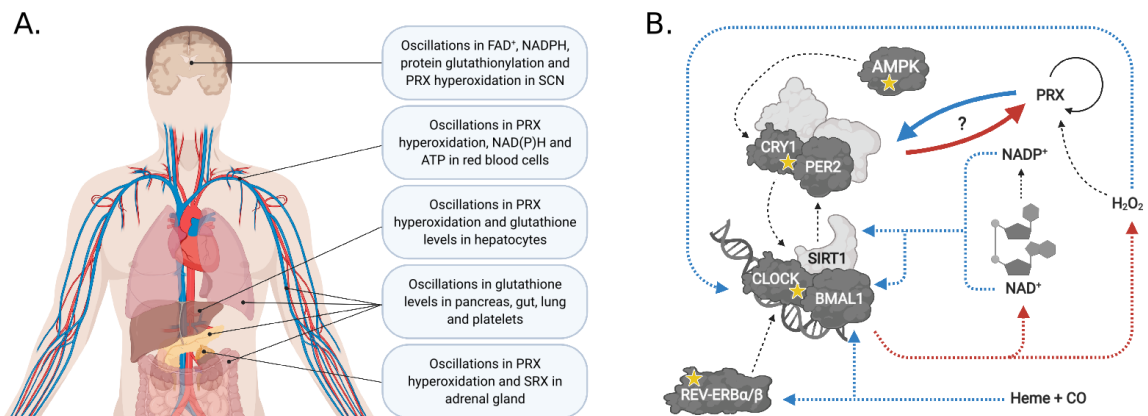 A.
Oscillations in FAD⁺, NADPH,
protein glutathionylation and
PRX hyperoxidation in SCN
Oscillations in PRX
hyperoxidation, NAD(P)H and
ATP in red blood cells
Oscillations in PRX
hyperoxidation and glutathione
levels in hepatocytes
Oscillations in glutathione
levels in pancreas, gut, lung
and platelets
Oscillations in PRX
hyperoxidation and SRX in
adrenal gland
B.
AMPK
PRX
?
CRY1
PER2
NADP⁺
H₂O₂
SIRT1
CLOCK
BMAL1
NAD⁺
REV-ERBα/β
Heme + CO